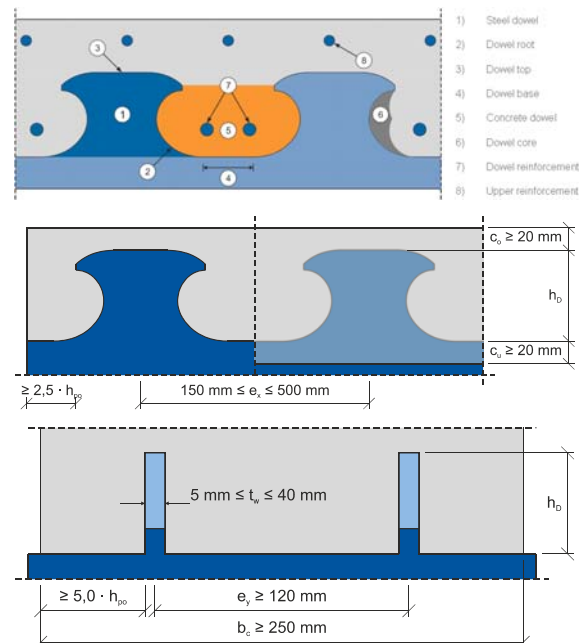 1) Steel dowel
2) Dowel root
3) Dowel top
4) Dowel base
5) Concrete dowel
6) Dowel core
7) Dowel reinforcement
8) Upper reinforcement
3
8
7
1
5
6
2
4
c₀ ≥ 20 mm
h_D
cᵤ ≥ 20 mm
≥ 2,5 · h_po
150 mm ≤ eₓ ≤ 500 mm
5 mm ≤ t_w ≤ 40 mm
h_D
≥ 5,0 · h_po
e_y ≥ 120 mm
b_c ≥ 250 mm